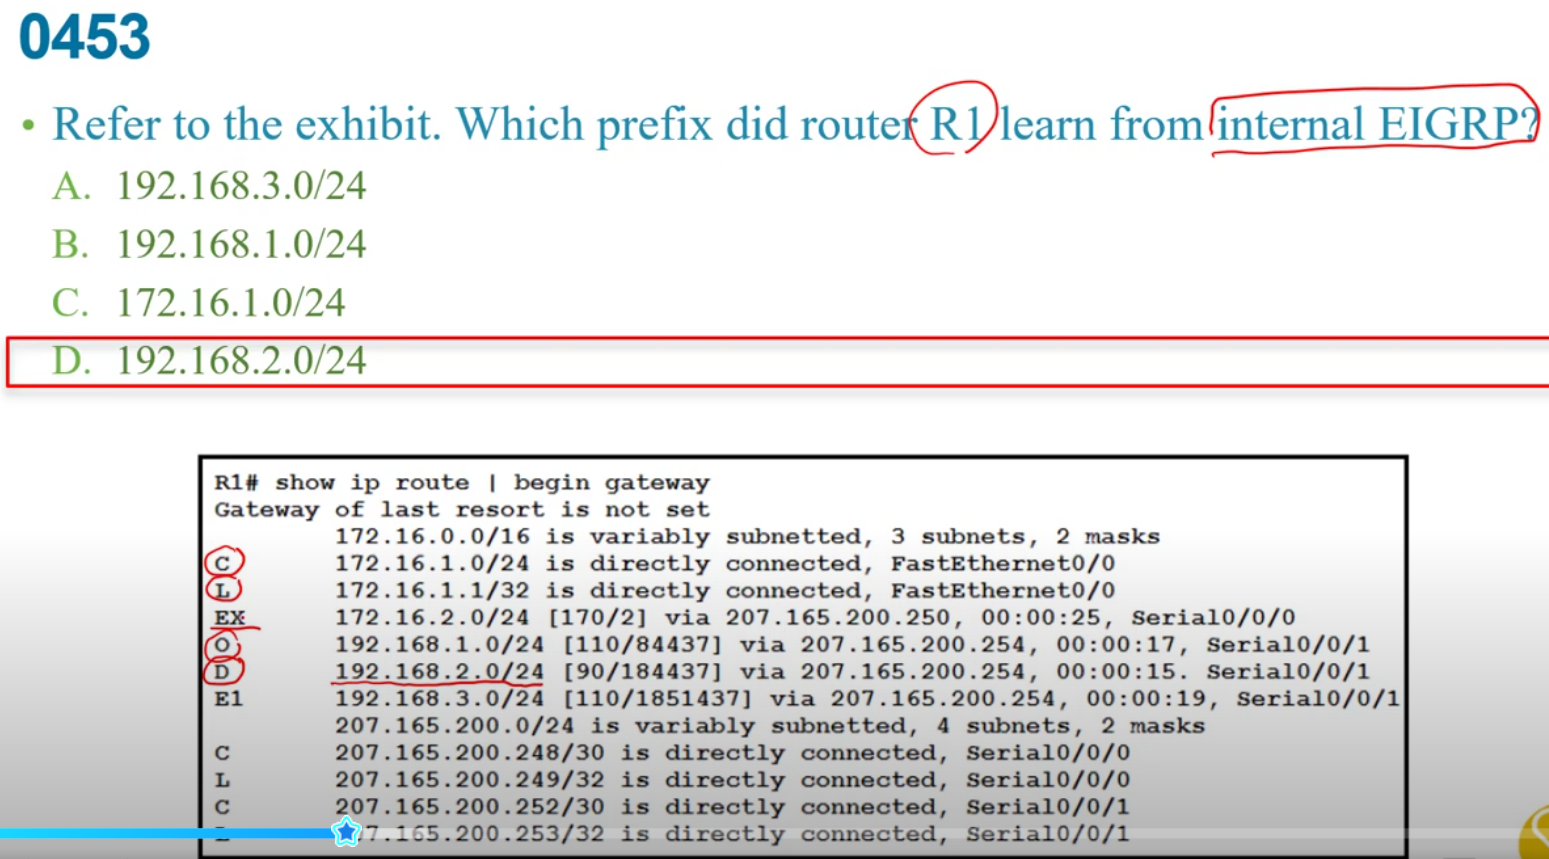 0453
• Refer to the exhibit. Which prefix did router R1 learn from internal EIGRP?
A. 192.168.3.0/24
B. 192.168.1.0/24
C. 172.16.1.0/24
D. 192.168.2.0/24
R1# show ip route | begin gateway
Gateway of last resort is not set
172.16.0.0/16 is variably subnetted, 3 subnets, 2 masks
C 172.16.1.0/24 is directly connected, FastEthernet0/0
L 172.16.1.1/32 is directly connected, FastEthernet0/0
EX 172.16.2.0/24 [170/2] via 207.165.200.250, 00:00:25, Serial0/0/0
O 192.168.1.0/24 [110/84437] via 207.165.200.254, 00:00:17, Serial0/0/1
D 192.168.2.0/24 [90/184437] via 207.165.200.254, 00:00:15. Serial0/0/1
E1 192.168.3.0/24 [110/1851437] via 207.165.200.254, 00:00:19, Serial0/0/1
207.165.200.0/24 is variably subnetted, 4 subnets, 2 masks
C 207.165.200.248/30 is directly connected, Serial0/0/0
L 207.165.200.249/32 is directly connected, Serial0/0/0
C 207.165.200.252/30 is directly connected, Serial0/0/1
7.165.200.253/32 is directly connected, Serial0/0/1